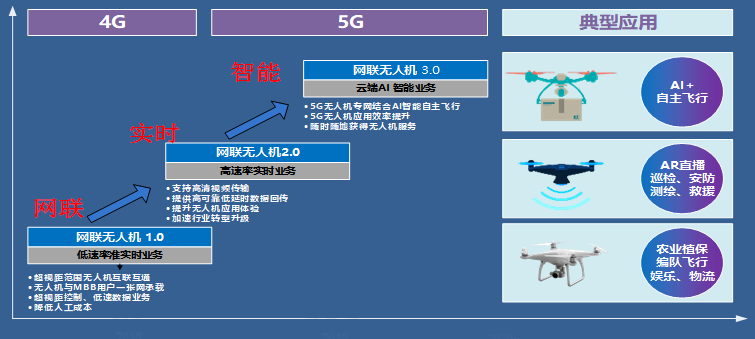 4G
5G
典型应用
智能
网联无人机 3.0
云端AI 智能业务
•5G无人机专网结合AI智能自主飞行
•5G无人机应用效率提升
•随时随地获得无人机服务
AI＋
自主飞行
实时
网联无人机2.0
高速率实时业务
•支持高清视频传输
•提供高可靠低延时数据回传
•提升无人机应用体验
•加速行业转型升级
AR直播
巡检、安防
测绘、救援
网联
网联无人机 1.0
低速率准实时业务
•超视距范围无人机互联互通
•无人机与MBB用户一张网承载
•超视距控制、低速数据业务
•降低人工成本
农业植保
编队飞行
娱乐、物流